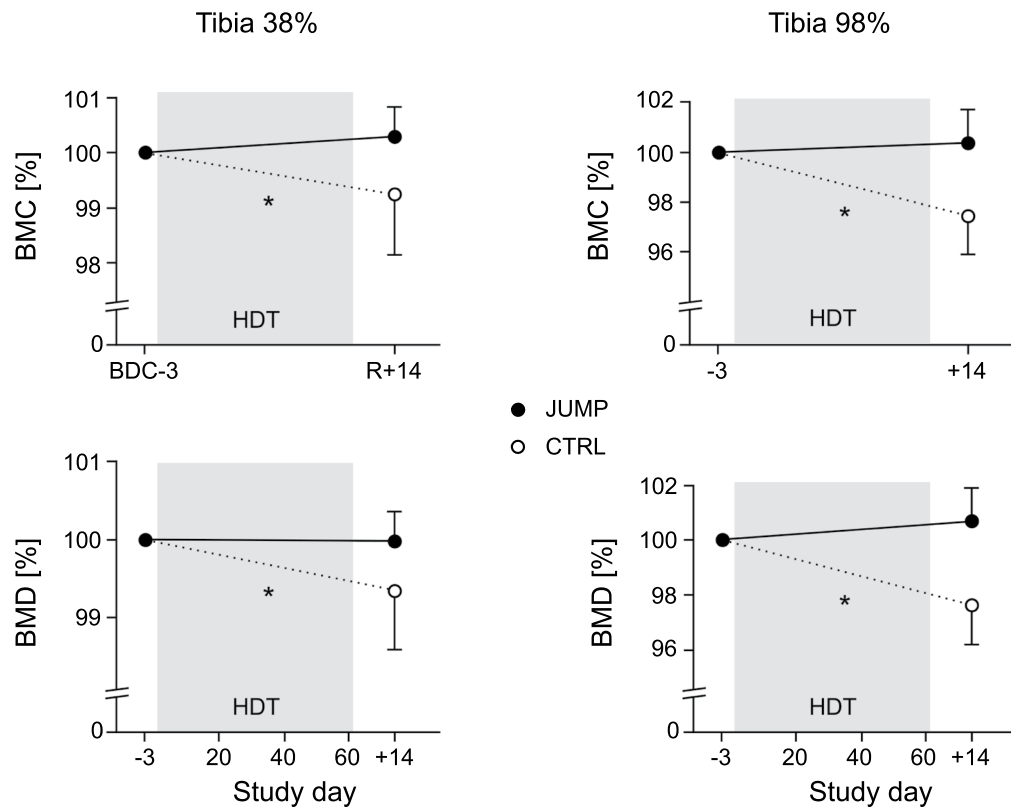 Tibia 38%
Tibia 98%
101
100
99
98
0
BMC [%]
HDT
*
BDC-3
R+14
102
100
98
96
0
BMC [%]
HDT
*
-3
+14
JUMP
CTRL
101
100
99
0
BMD [%]
HDT
*
-3 20 40 60 +14
Study day
102
100
98
96
0
BMD [%]
HDT
*
-3 20 40 60 +14
Study day